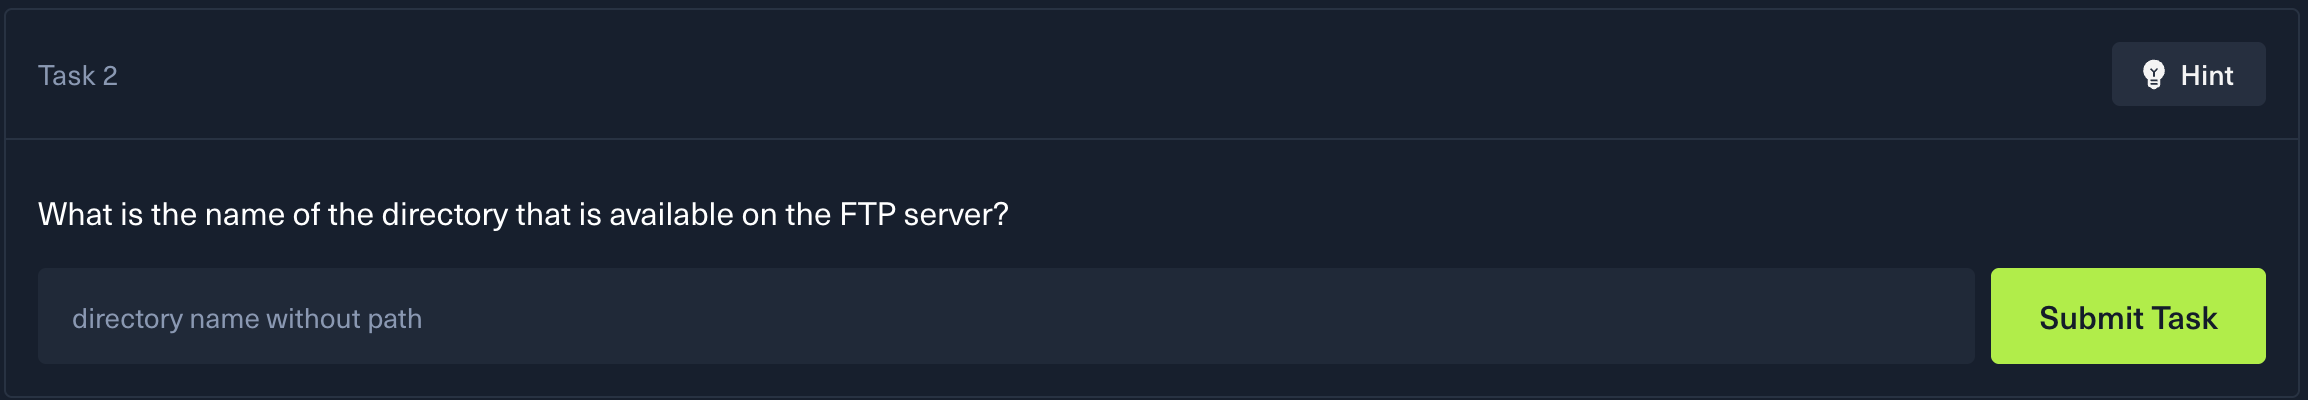 Task 2
Hint
What is the name of the directory that is available on the FTP server?
directory name without path
Submit Task